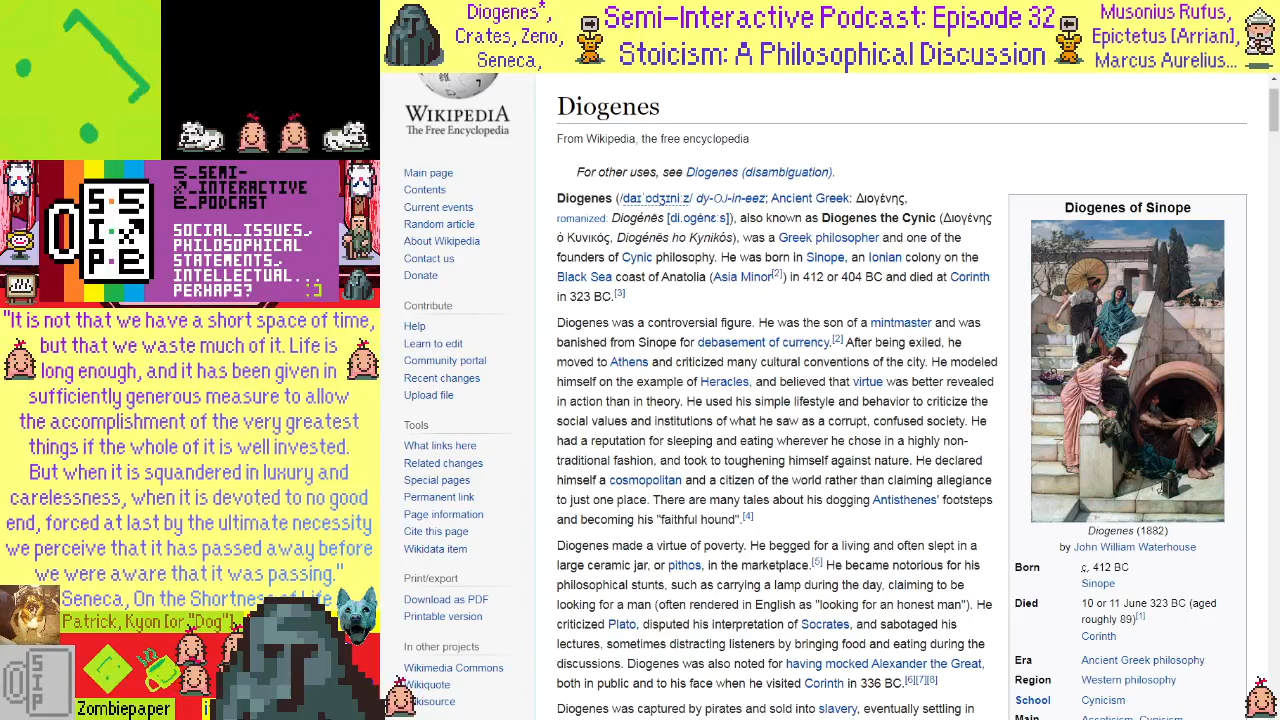 Diogenes*,
Crates, Zeno,
Seneca,
Semi-Interactive Podcast: Episode 32
Stoicism: A Philosophical Discussion
Musonius Rufus,
Epictetus [Arrian],
Marcus Aurelius...
S_SEMI-
_INTERACTIVE
_PODCAST
SOCIAL_ISSUES,
PHILOSOPHICAL
STATEMENTS,
INTELLECTUAL...
PERHAPS? :j
"It is not that we have a short space of time,
but that we waste much of it. Life is
long enough, and it has been given in
sufficiently generous measure to allow
the accomplishment of the very greatest
things if the whole of it is well invested.
But when it is squandered in luxury and
carelessness, when it is devoted to no good
end, forced at last by the ultimate necessity
we perceive that it has passed away before
we were aware that it was passing."
Seneca, On the Shortness of Life
Patrick, Kyon [or "Dog"],
Zombiepaper
WIKIPEDIA
The Free Encyclopedia
Main page
Contents
Current events
Random article
About Wikipedia
Contact us
Donate
Contribute
Help
Learn to edit
Community portal
Recent changes
Upload file
Tools
What links here
Related changes
Special pages
Permanent link
Page information
Cite this page
Wikidata item
Print/export
Download as PDF
Printable version
In other projects
Wikimedia Commons
Wikiquote
kisource
Diogenes
From Wikipedia, the free encyclopedia
For other uses, see Diogenes (disambiguation).
Diogenes (/daɪˈɒdʒɪniːz/ dy-OJ-in-eez; Ancient Greek: Διογένης,
romanized: Diogénēs [di.oɡénɛːs]), also known as Diogenes the Cynic (Διογένης
ὁ Κυνικός, Diogénēs ho Kynikós), was a Greek philosopher and one of the
founders of Cynic philosophy. He was born in Sinope, an Ionian colony on the
Black Sea coast of Anatolia (Asia Minor[2]) in 412 or 404 BC and died at Corinth
in 323 BC.[3]
Diogenes was a controversial figure. He was the son of a mintmaster and was
banished from Sinope for debasement of currency.[2] After being exiled, he
moved to Athens and criticized many cultural conventions of the city. He modeled
himself on the example of Heracles, and believed that virtue was better revealed
in action than in theory. He used his simple lifestyle and behavior to criticize the
social values and institutions of what he saw as a corrupt, confused society. He
had a reputation for sleeping and eating wherever he chose in a highly non-
traditional fashion, and took to toughening himself against nature. He declared
himself a cosmopolitan and a citizen of the world rather than claiming allegiance
to just one place. There are many tales about his dogging Antisthenes' footsteps
and becoming his "faithful hound".[4]
Diogenes made a virtue of poverty. He begged for a living and often slept in a
large ceramic jar, or pithos, in the marketplace.[5] He became notorious for his
philosophical stunts, such as carrying a lamp during the day, claiming to be
looking for a man (often rendered in English as "looking for an honest man"). He
criticized Plato, disputed his interpretation of Socrates, and sabotaged his
lectures, sometimes distracting listeners by bringing food and eating during the
discussions. Diogenes was also noted for having mocked Alexander the Great,
both in public and to his face when he visited Corinth in 336 BC.[6][7][8]
Diogenes was captured by pirates and sold into slavery, eventually settling in
Diogenes of Sinope
Diogenes (1882)
by John William Waterhouse
Born c. 412 BC
Sinope
Died 10 or 11 June 323 BC (aged
roughly 89)[1]
Corinth
Era Ancient Greek philosophy
Region Western philosophy
School Cynicism
Main Asceticism, Cynicism